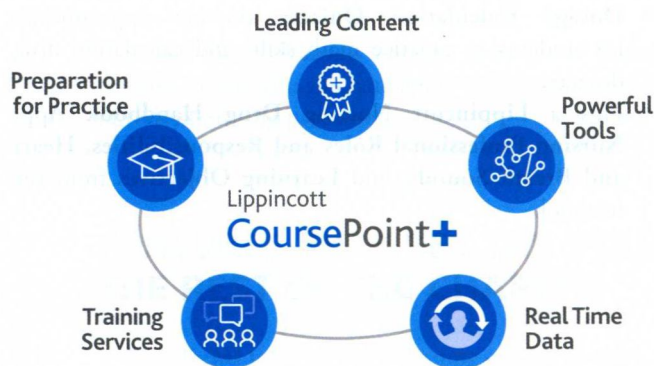 Leading Content
Preparation
for Practice
Powerful
Tools
Lippincott
CoursePoint+
Training
Services
Real Time
Data